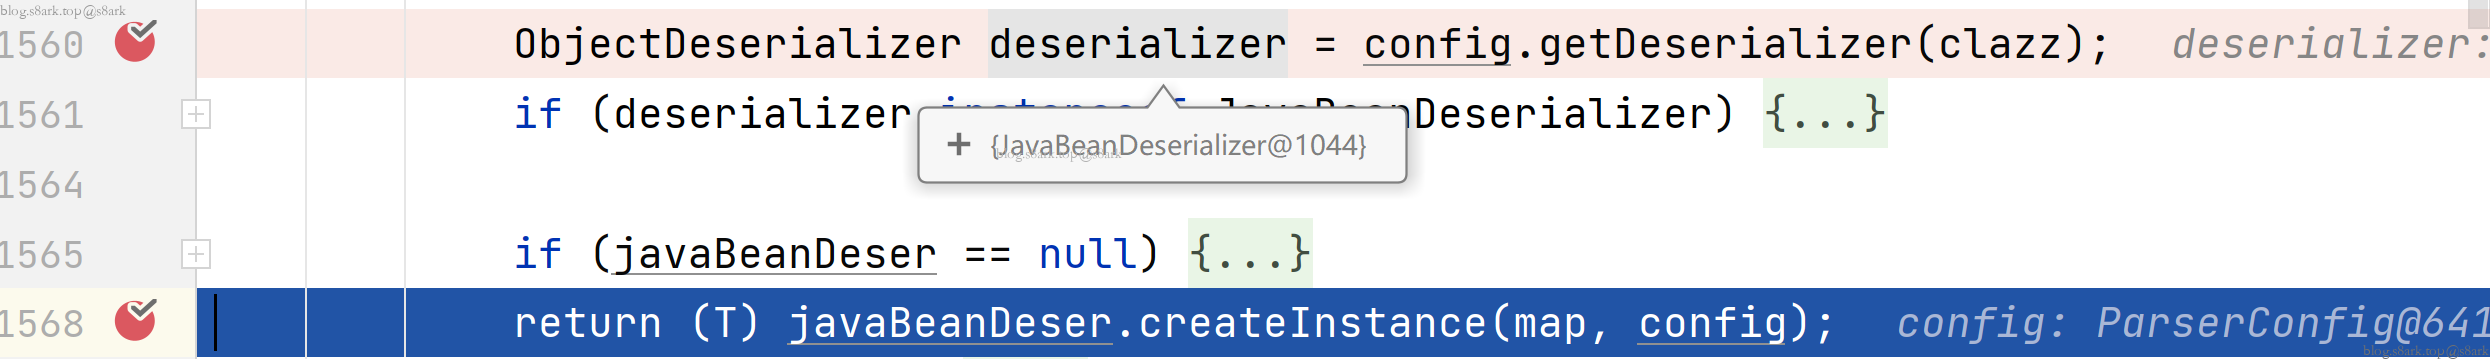 blog.s8ark.top@s8ark
1560 ObjectDeserializer deserializer = config.getDeserializer(clazz); deserializer:
1561 if (deserializer instanceof JavaBeanDeserializer) {...}
{JavaBeanDeserializer@1044}
blog.s8ark.top@s8ark
1564
1565 if (javaBeanDeser == null) {...}
1568 return (T) javaBeanDeser.createInstance(map, config); config: ParserConfig@641
blog.s8ark.top@s8ark